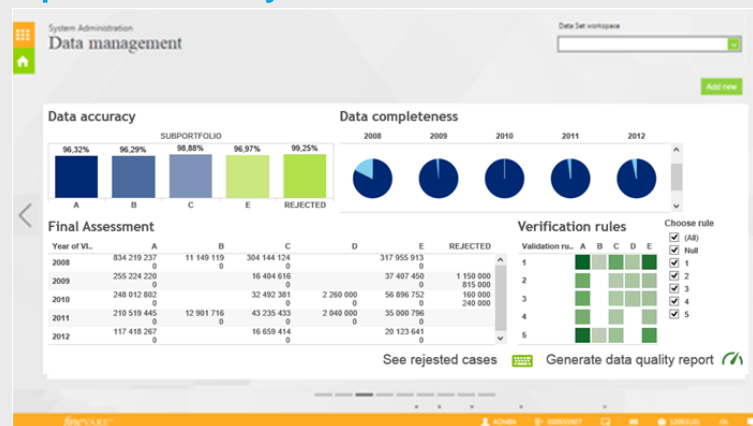 System Administration
Data management
Data Set workspace
Add new
Data accuracy
SUBPORTFOLIO
96,32% 96,29% 98,88% 96,97% 99,25%
A B C E REJECTED
Data completeness
2008 2009 2010 2011 2012
Final Assessment
Year of VI.. A B C D E REJECTED
2008 834 219 237 11 149 119 304 144 124 317 955 913
0 0 0 0
2009 255 224 220 16 404 616 37 407 450 1 150 000
0 0 0 815 000
2010 248 012 802 32 492 381 2 260 000 56 896 752 160 000
0 0 0 0 240 000
2011 210 519 445 12 901 716 43 235 433 2 040 000 35 000 796
0 0 0 0 0
2012 117 418 267 16 659 414 20 123 641
0 0 0
Verification rules
Validation ru.. A B C D E
1
2
3
4
5
Choose rule
(All)
Null
1
2
3
4
5
See rejested cases
Generate data quality report
ADMIN